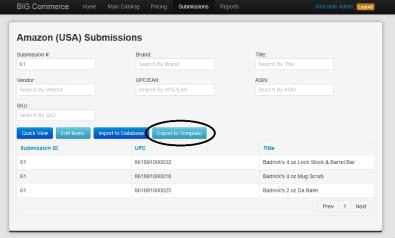 BIG Commerce Home Main Catalog Pricing Submissions Reports Welcome Admin, Logout
Amazon (USA) Submissions
Submission #: Brand: Title:
61 Search By Brand Search By Title
Vendor : UPC/EAN: ASIN:
Search By Vendor Search By UPC/EAN Search By ASIN
SKU:
Search By SKU
Quick View Edit Items Import to Database Export to Template
Submission ID UPC Title
61 861891000032 Badrick's 4 oz Lock Stock & Barrel Bar
61 861891000018 Badrick's 4 oz Mug Scrub
61 861891000025 Badrick's 2 oz Da Balm
Prev 1 Next